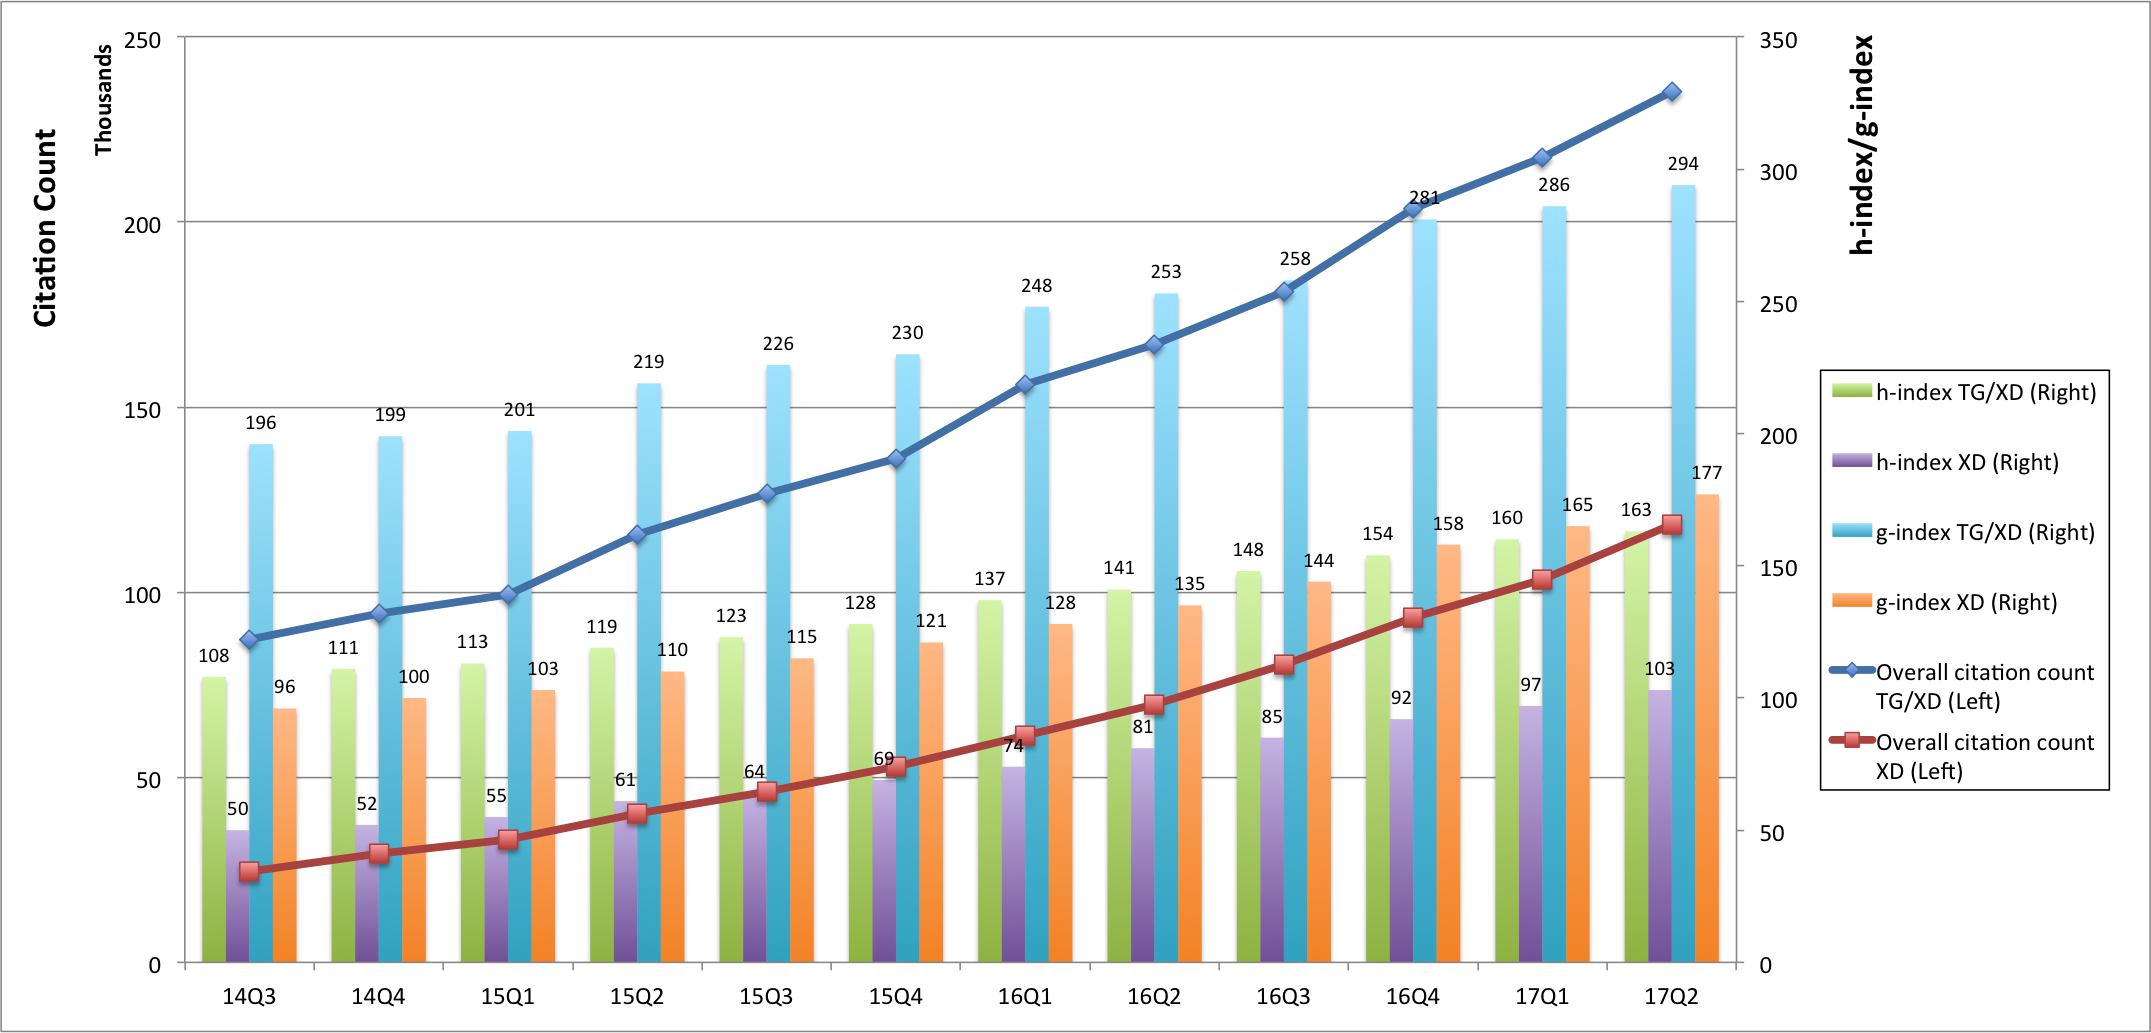 Citation Count
Thousands
250
200
150
100
50
0
350
300
250
200
150
100
50
0
h-index/g-index
108
50
196
96
111
52
199
100
113
55
201
103
119
61
219
110
123
64
226
115
128
69
230
121
137
74
248
128
141
81
253
135
148
85
258
144
154
92
281
158
160
97
286
165
163
103
294
177
14Q3
14Q4
15Q1
15Q2
15Q3
15Q4
16Q1
16Q2
16Q3
16Q4
17Q1
17Q2
h-index TG/XD (Right)
h-index XD (Right)
g-index TG/XD (Right)
g-index XD (Right)
Overall citation count
TG/XD (Left)
Overall citation count
XD (Left)